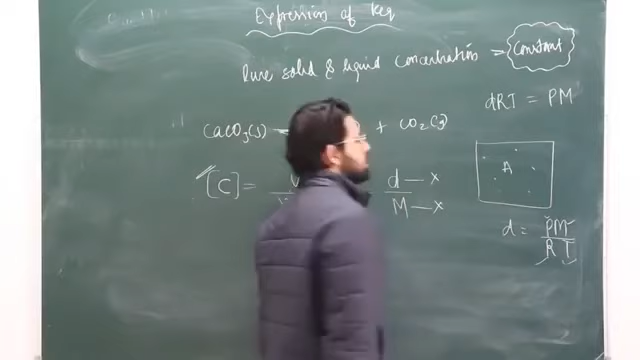 Expression of Keq
Pure solid & liquid concentration = Constant
dRT = PM
CaCO3(s) + CO2(g)
[C] = d — x
M — x
A
d = PM
RT